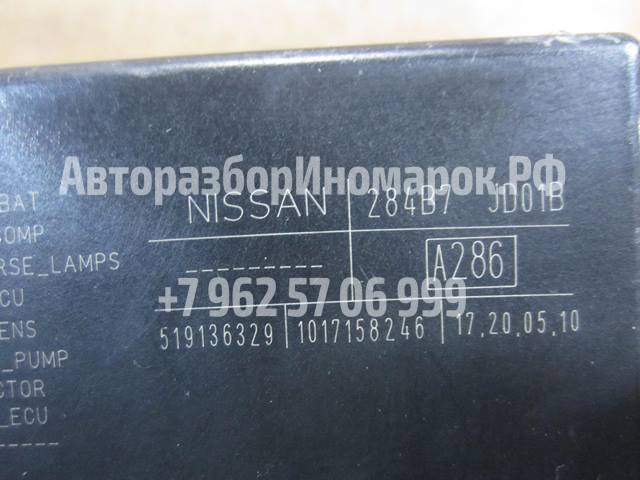 АвторазборИномарок.РФ
BAT
NISSAN 284B7 JD01B
COMP
RSE_LAMPS
--------- A286
CU
+7 962 57 06 999
ENS
519136329 1017158246 17.20.05.10
_PUMP
CTOR
_ECU
-----